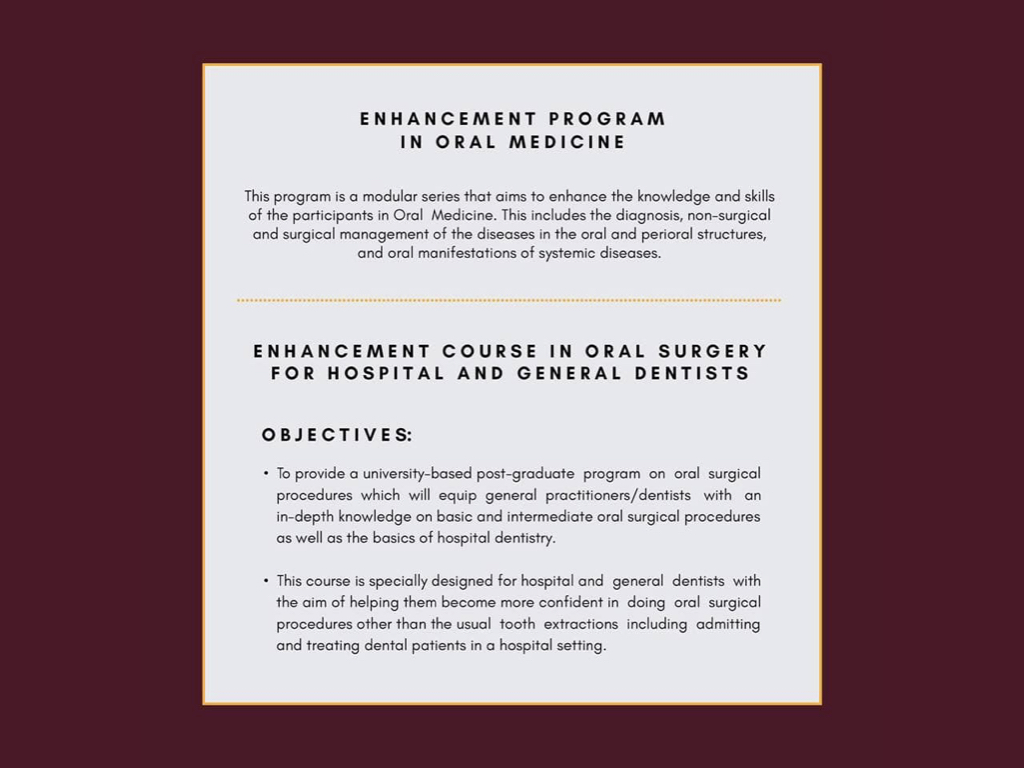 ENHANCEMENT PROGRAM
IN ORAL MEDICINE
This program is a modular series that aims to enhance the knowledge and skills
of the participants in Oral Medicine. This includes the diagnosis, non-surgical
and surgical management of the diseases in the oral and perioral structures,
and oral manifestations of systemic diseases.
ENHANCEMENT COURSE IN ORAL SURGERY
FOR HOSPITAL AND GENERAL DENTISTS
OBJECTIVES:
• To provide a university-based post-graduate program on oral surgical
procedures which will equip general practitioners/dentists with an
in-depth knowledge on basic and intermediate oral surgical procedures
as well as the basics of hospital dentistry.
• This course is specially designed for hospital and general dentists with
the aim of helping them become more confident in doing oral surgical
procedures other than the usual tooth extractions including admitting
and treating dental patients in a hospital setting.